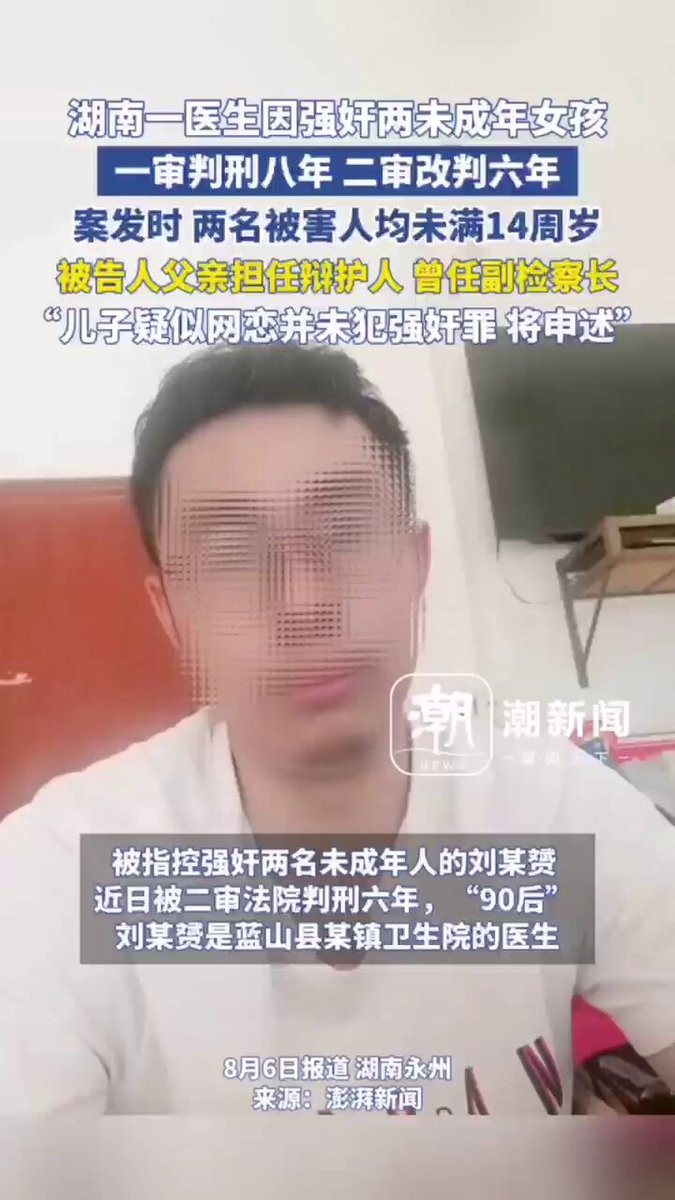 湖南一医生因强奸两未成年女孩
一审判刑八年 二审改判六年
案发时 两名被害人均未满14周岁
被告人父亲担任辩护人 曾任副检察长
“儿子疑似网恋并未犯强奸罪 将申述”
潮
NEWS
潮新闻
被指控强奸两名未成年人的刘某赟
近日被二审法院判刑六年，“90后”
刘某赟是蓝山县某镇卫生院的医生
8月6日报道 湖南永州
来源：澎湃新闻